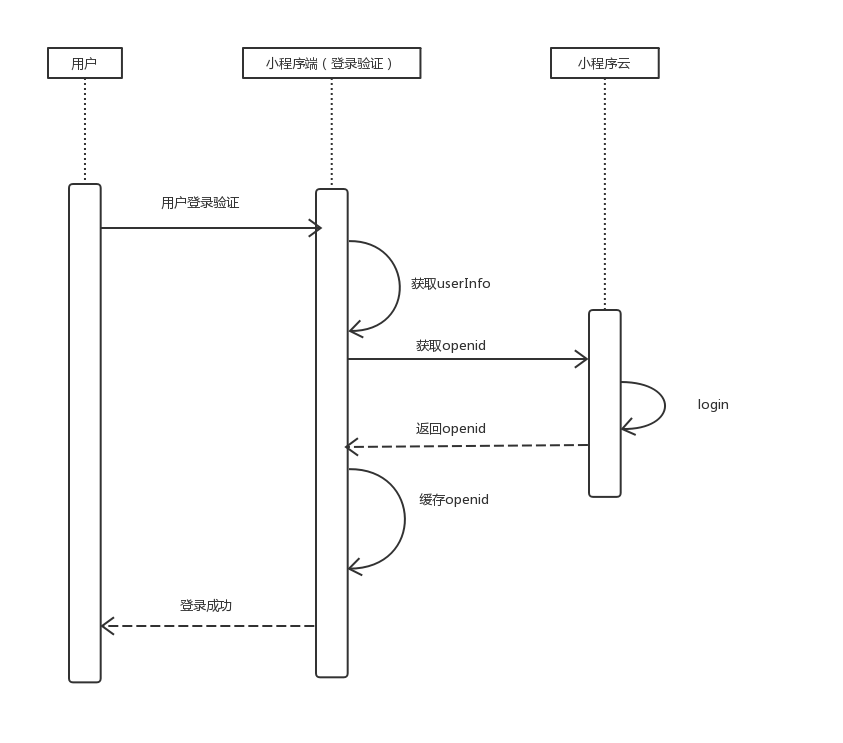 用户
小程序端（登录验证）
小程序云
用户登录验证
获取userInfo
获取openid
login
返回openid
缓存openid
登录成功